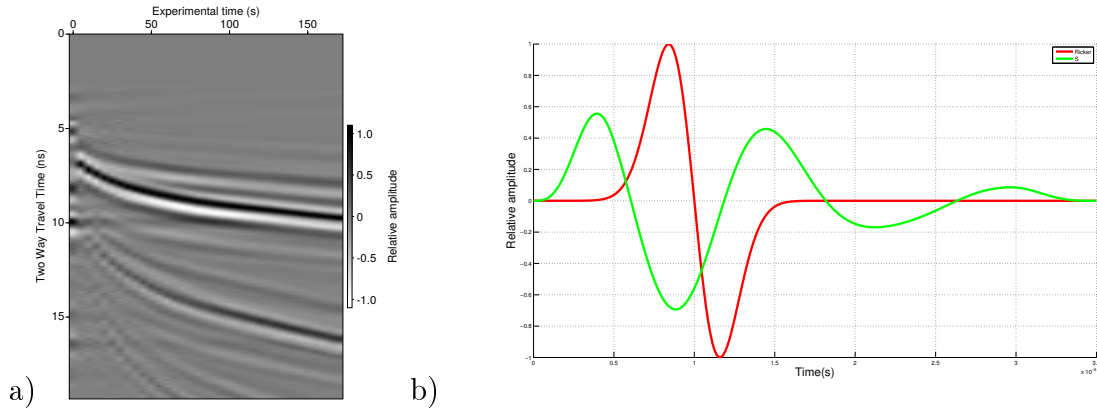 Experimental time (s)
0 50 100 150
0
5
10
15
Two Way Travel Time (ns)
1.0
0.5
0
-0.5
-1.0
Relative amplitude
a)
1
0.8
0.6
0.4
0.2
0
-0.2
-0.4
-0.6
-0.8
-1
Relative amplitude
Ricker
S
0 0.5 1 1.5 2 2.5 3 3.
Time(s)
b)